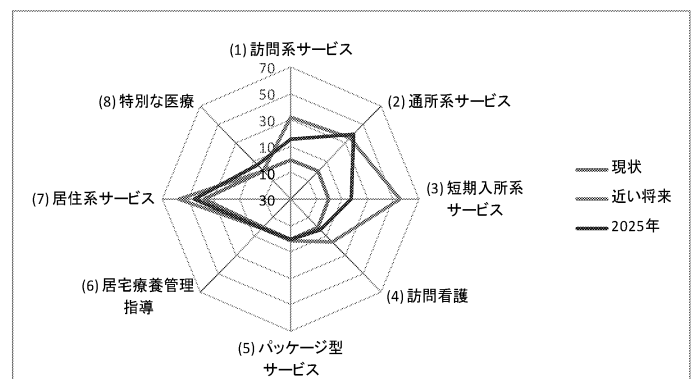 (1) 訪問系サービス
70
50
30
10
10
30
(2) 通所系サービス
(3) 短期入所系
サービス
(4) 訪問看護
(5) パッケージ型
サービス
(6) 居宅療養管理
指導
(7) 居住系サービス
(8) 特別な医療
現状
近い将来
2025年